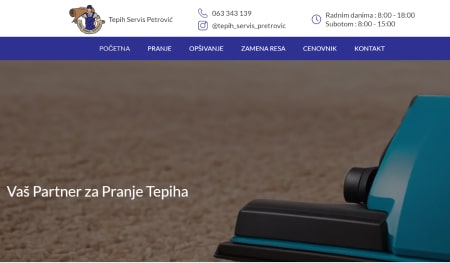 Tepih Servis Petrović
063 343 139
@tepih_servis_pretrovic
Radnim danima : 8:00 - 18:00
Subotom : 8:00 - 15:00
POČETNA PRANJE OPŠIVANJE ZAMENA RESA CENOVNIK KONTAKT
Vaš Partner za Pranje Tepiha